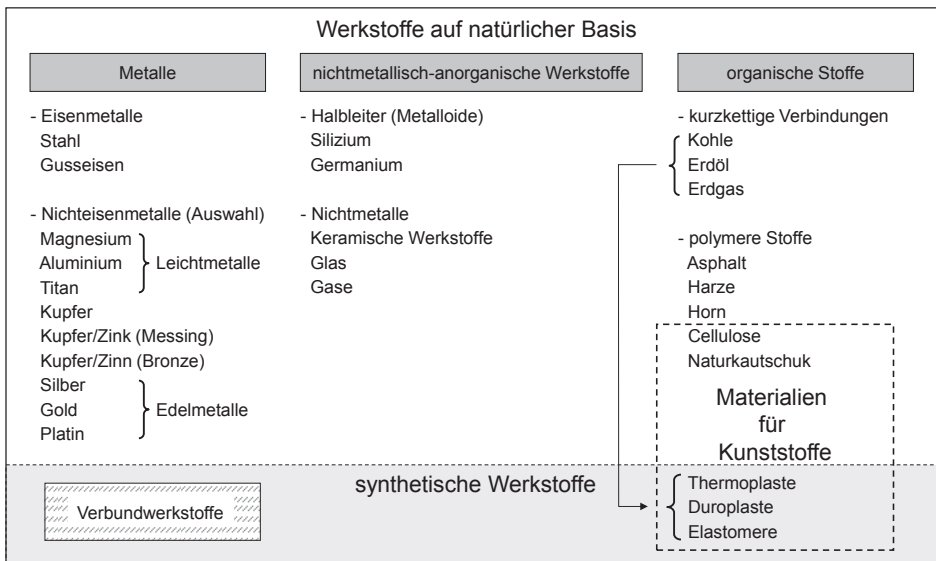 Werkstoffe auf natürlicher Basis
Metalle
- Eisenmetalle
Stahl
Gusseisen
- Nichteisenmetalle (Auswahl)
Magnesium
Aluminium
Titan
Leichtmetalle
Kupfer
Kupfer/Zink (Messing)
Kupfer/Zinn (Bronze)
Silber
Gold
Platin
Edelmetalle
nichtmetallisch-anorganische Werkstoffe
- Halbleiter (Metalloide)
Silizium
Germanium
- Nichtmetalle
Keramische Werkstoffe
Glas
Gase
organische Stoffe
- kurzkettige Verbindungen
Kohle
Erdöl
Erdgas
- polymere Stoffe
Asphalt
Harze
Horn
Cellulose
Naturkautschuk
Materialien
für
Kunststoffe
synthetische Werkstoffe
Verbundwerkstoffe
Thermoplaste
Duroplaste
Elastomere